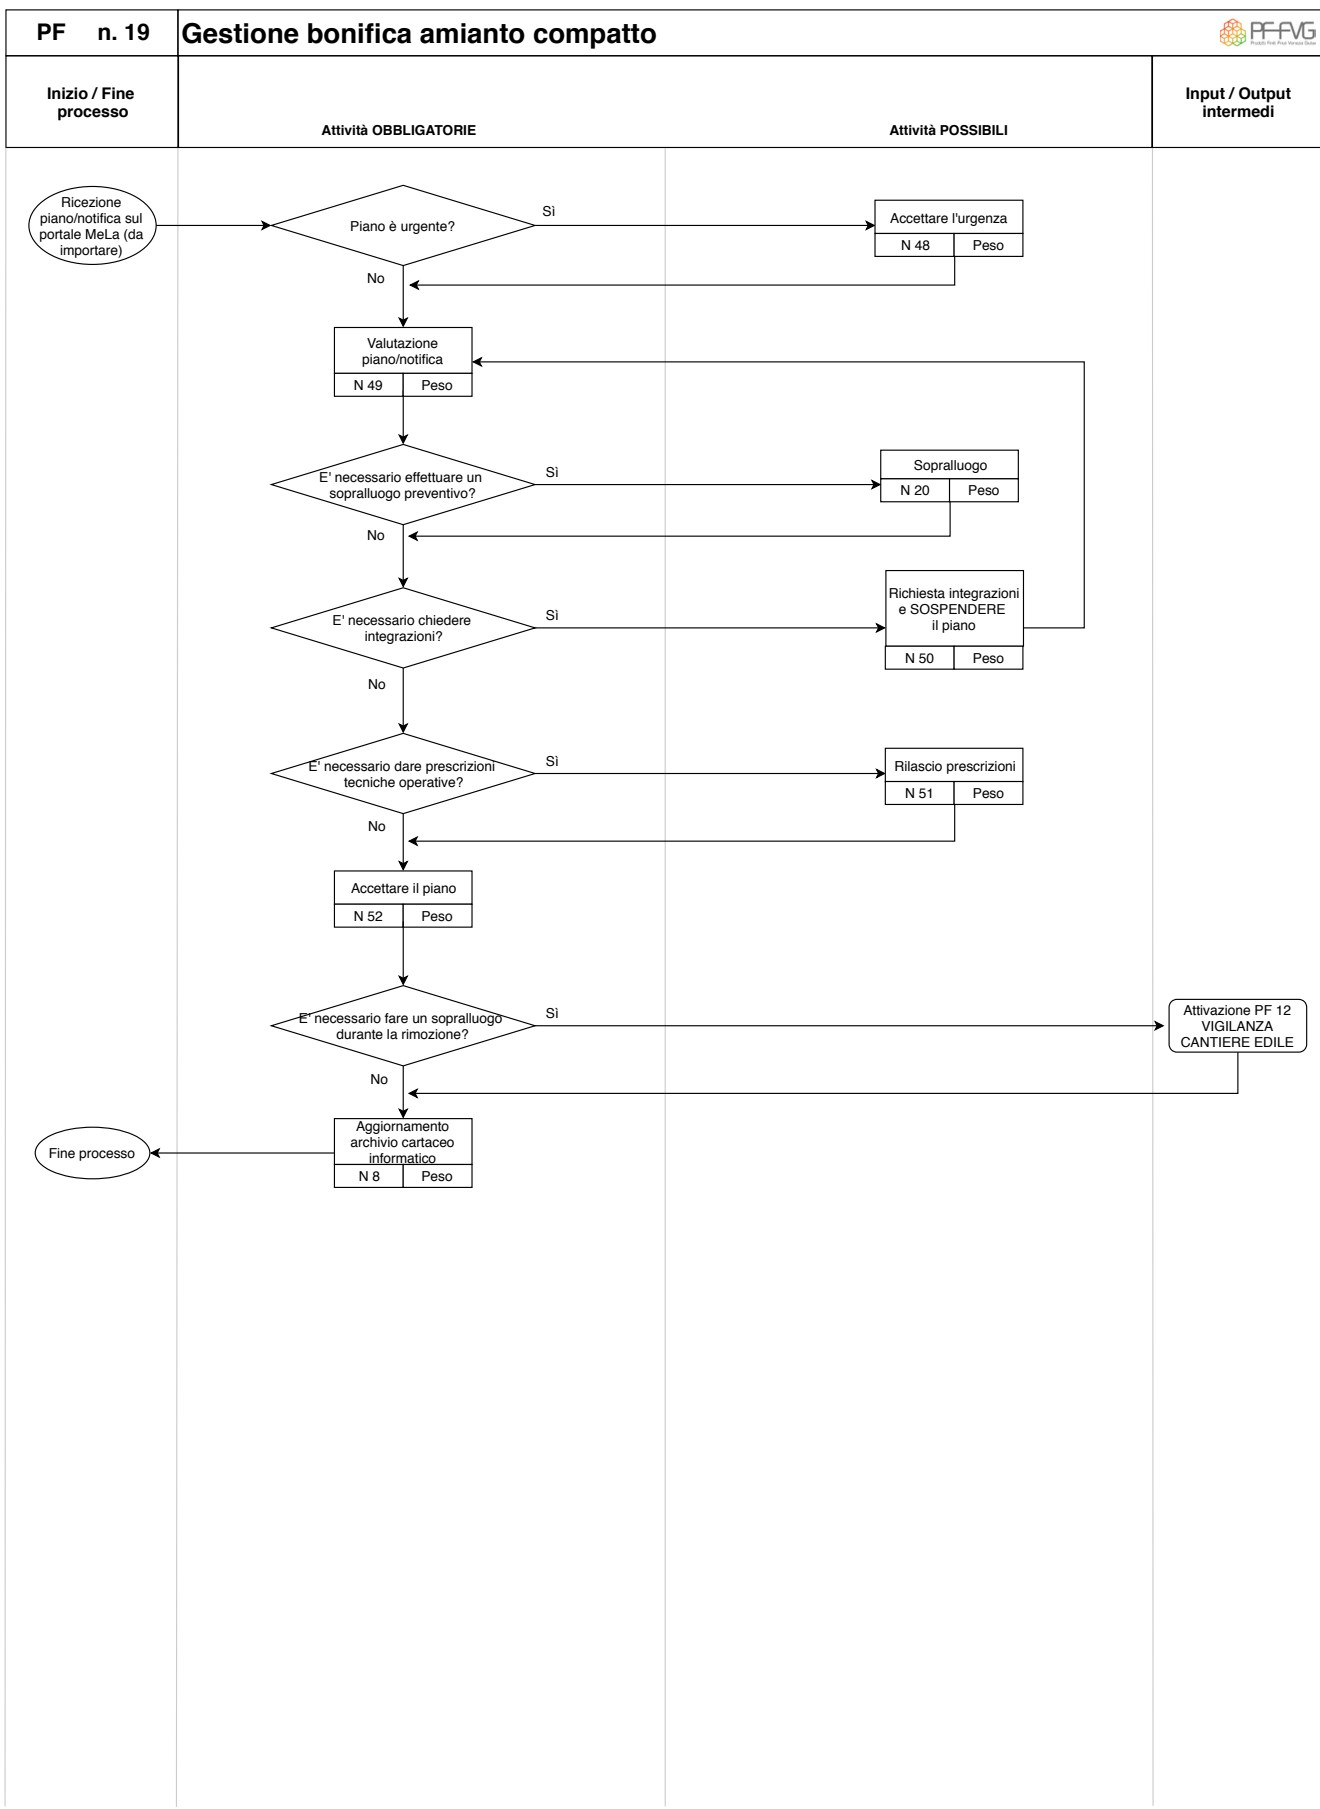 PF n. 19
Gestione bonifica amianto compatto
PF-FVG
Inizio / Fine
processo
Attività OBBLIGATORIE
Attività POSSIBILI
Input / Output
intermedi
Ricezione
piano/notifica sul
portale MeLa (da
importare)
Piano è urgente?
Sì
Accettare l'urgenza
N 48 Peso
No
Valutazione
piano/notifica
N 49 Peso
E' necessario effettuare un
sopralluogo preventivo?
Sì
Sopralluogo
N 20 Peso
No
E' necessario chiedere
integrazioni?
Sì
Richiesta integrazioni
e SOSPENDERE
il piano
N 50 Peso
No
E' necessario dare prescrizioni
tecniche operative?
Sì
Rilascio prescrizioni
N 51 Peso
No
Accettare il piano
N 52 Peso
E' necessario fare un sopralluogo
durante la rimozione?
Sì
Attivazione PF 12
VIGILANZA
CANTIERE EDILE
No
Aggiornamento
archivio cartaceo
informatico
N 8 Peso
Fine processo